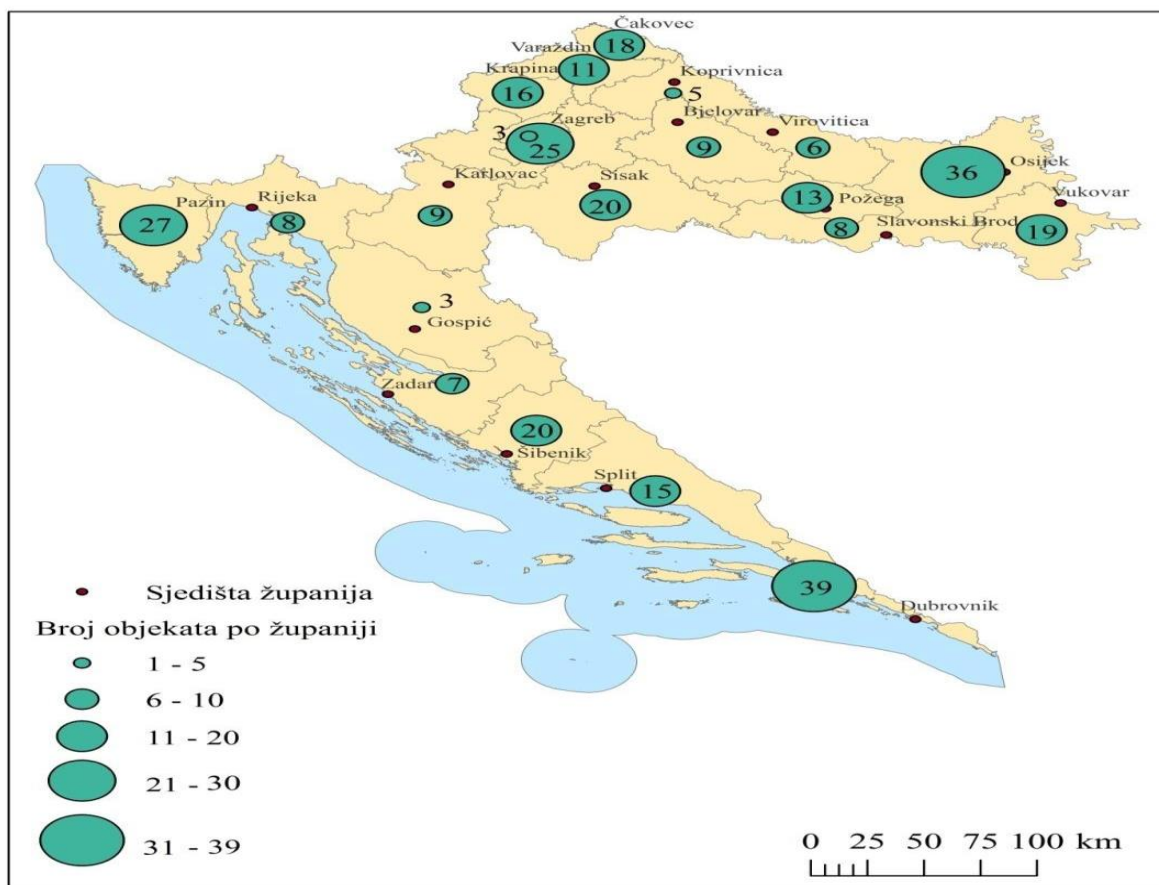 Čakovec
18
Varaždin
11
Krapina
16
Koprivnica
5
Zagreb
3
25
Bjelovar
9
Virovitica
6
36
Osijek
Karlovac
9
Sisak
20
13
Požega
8
Slavonski Brod
Vukovar
19
Pazin
27
Rijeka
8
3
Gospić
Zadar
7
20
Šibenik
Split
15
39
Dubrovnik
Sjedišta županija
Broj objekata po županiji
1 - 5
6 - 10
11 - 20
21 - 30
31 - 39
0 25 50 75 100 km